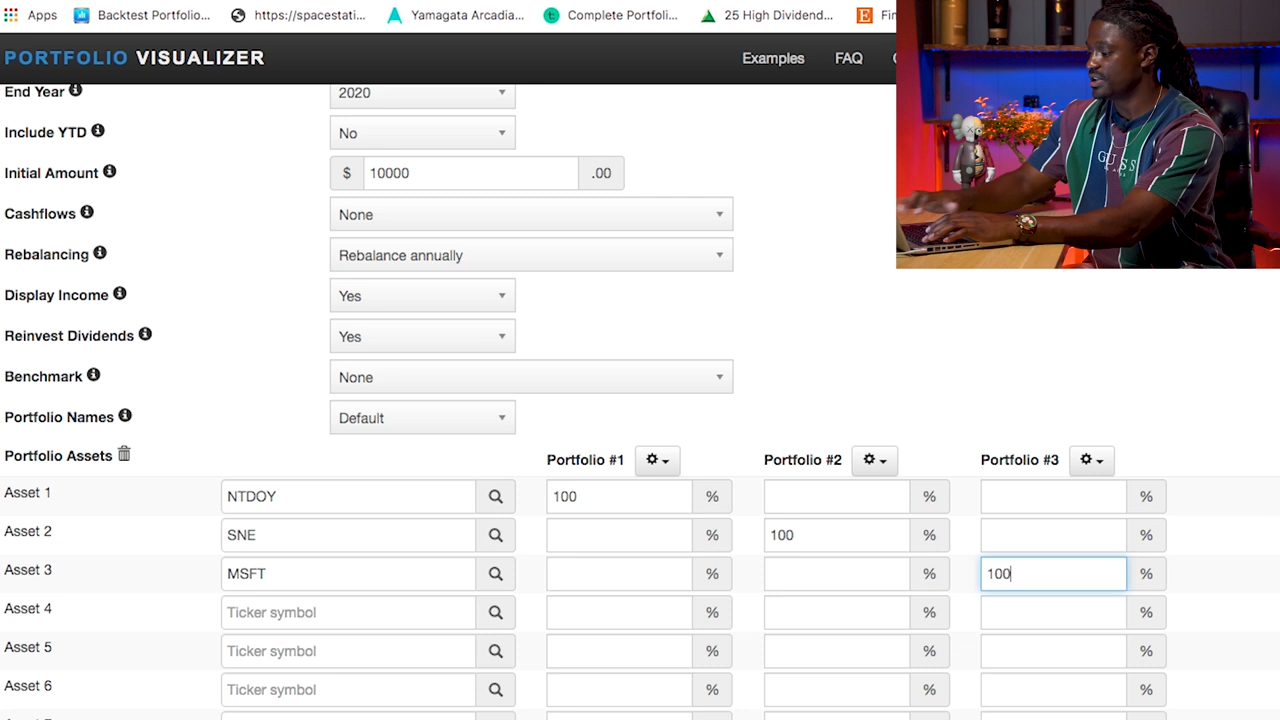 Apps Backtest Portfolio... https://spacestati... Yamagata Arcadia... Complete Portfoli... 25 High Dividend... Fin
PORTFOLIO VISUALIZER Examples FAQ
End Year 2020
Include YTD No
Initial Amount $ 10000 .00
Cashflows None
Rebalancing Rebalance annually
Display Income Yes
Reinvest Dividends Yes
Benchmark None
Portfolio Names Default
Portfolio Assets Portfolio #1 Portfolio #2 Portfolio #3
Asset 1 NTDOY 100 % % %
Asset 2 SNE % 100 % %
Asset 3 MSFT % % 100 %
Asset 4 Ticker symbol % % %
Asset 5 Ticker symbol % % %
Asset 6 Ticker symbol % % %
GUESS